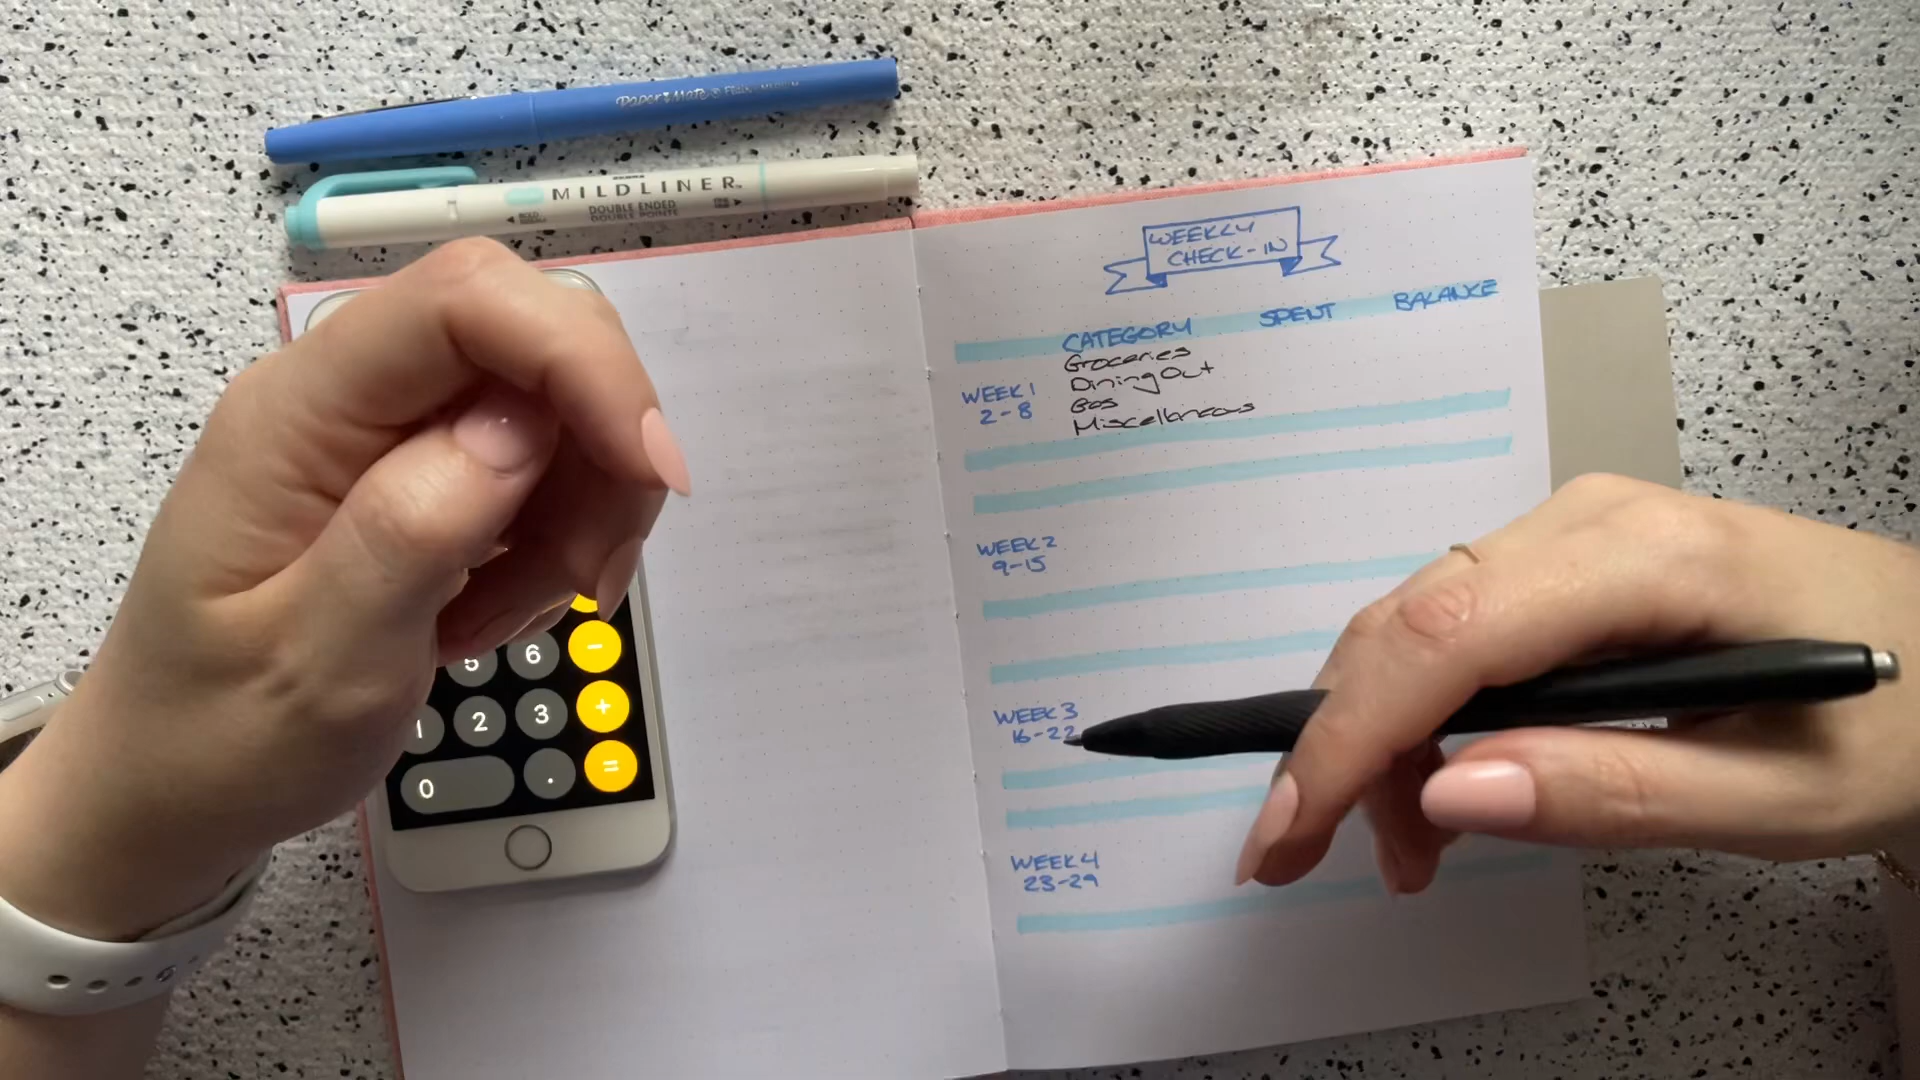 Paper Mate
MILDLINER
DOUBLE ENDED
DOUBLE POINTS
WEEKLY
CHECK-IN
CATEGORY SPENT BALANCE
WEEK 1
2-8
Groceries
Dining Out
Gas
Miscellaneous
WEEK 2
9-15
WEEK 3
16-22
WEEK 4
23-29
5 6 -
1 2 3 +
0 . =